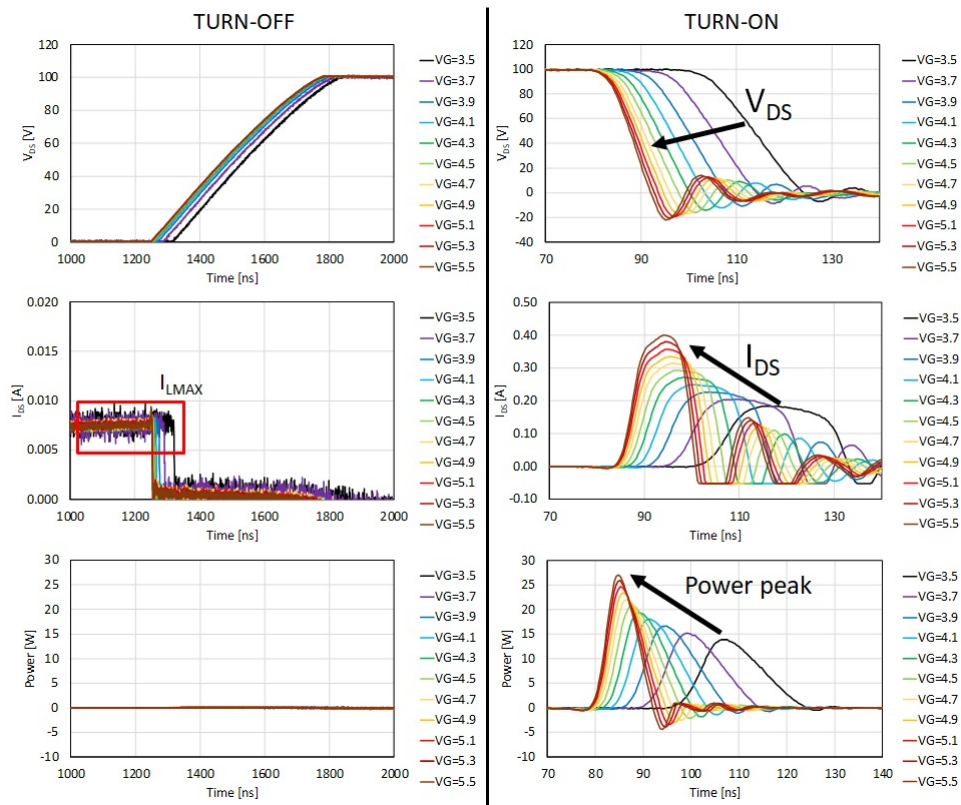 TURN-OFF
TURN-ON
120
100
80
60
40
20
0
V_DS [V]
1000 1200 1400 1600 1800 2000
Time [ns]
VG=3.5
VG=3.7
VG=3.9
VG=4.1
VG=4.3
VG=4.5
VG=4.7
VG=4.9
VG=5.1
VG=5.3
VG=5.5
120
100
80
60
40
20
0
-20
-40
V_DS [V]
V_DS
70 90 110 130
Time [ns]
VG=3.5
VG=3.7
VG=3.9
VG=4.1
VG=4.3
VG=4.5
VG=4.7
VG=4.9
VG=5.1
VG=5.3
VG=5.5
0.020
0.015
0.010
0.005
0.000
I_DS [A]
I_LMAX
1000 1200 1400 1600 1800 2000
Time [ns]
VG=3.5
VG=3.7
VG=3.9
VG=4.1
VG=4.3
VG=4.5
VG=4.7
VG=4.9
VG=5.1
VG=5.3
VG=5.5
0.50
0.40
0.30
0.20
0.10
0.00
-0.10
I_DS [A]
I_DS
70 90 110 130
Time [ns]
VG=3.5
VG=3.7
VG=3.9
VG=4.1
VG=4.3
VG=4.5
VG=4.7
VG=4.9
VG=5.1
VG=5.3
VG=5.5
30
25
20
15
10
5
0
-5
-10
Power [W]
1000 1200 1400 1600 1800 2000
Time [ns]
VG=3.5
VG=3.7
VG=3.9
VG=4.1
VG=4.3
VG=4.5
VG=4.7
VG=4.9
VG=5.1
VG=5.3
VG=5.5
30
25
20
15
10
5
0
-5
-10
Power [W]
Power peak
70 80 90 100 110 120 130 140
Time [ns]
VG=3.5
VG=3.7
VG=3.9
VG=4.1
VG=4.3
VG=4.5
VG=4.7
VG=4.9
VG=5.1
VG=5.3
VG=5.5